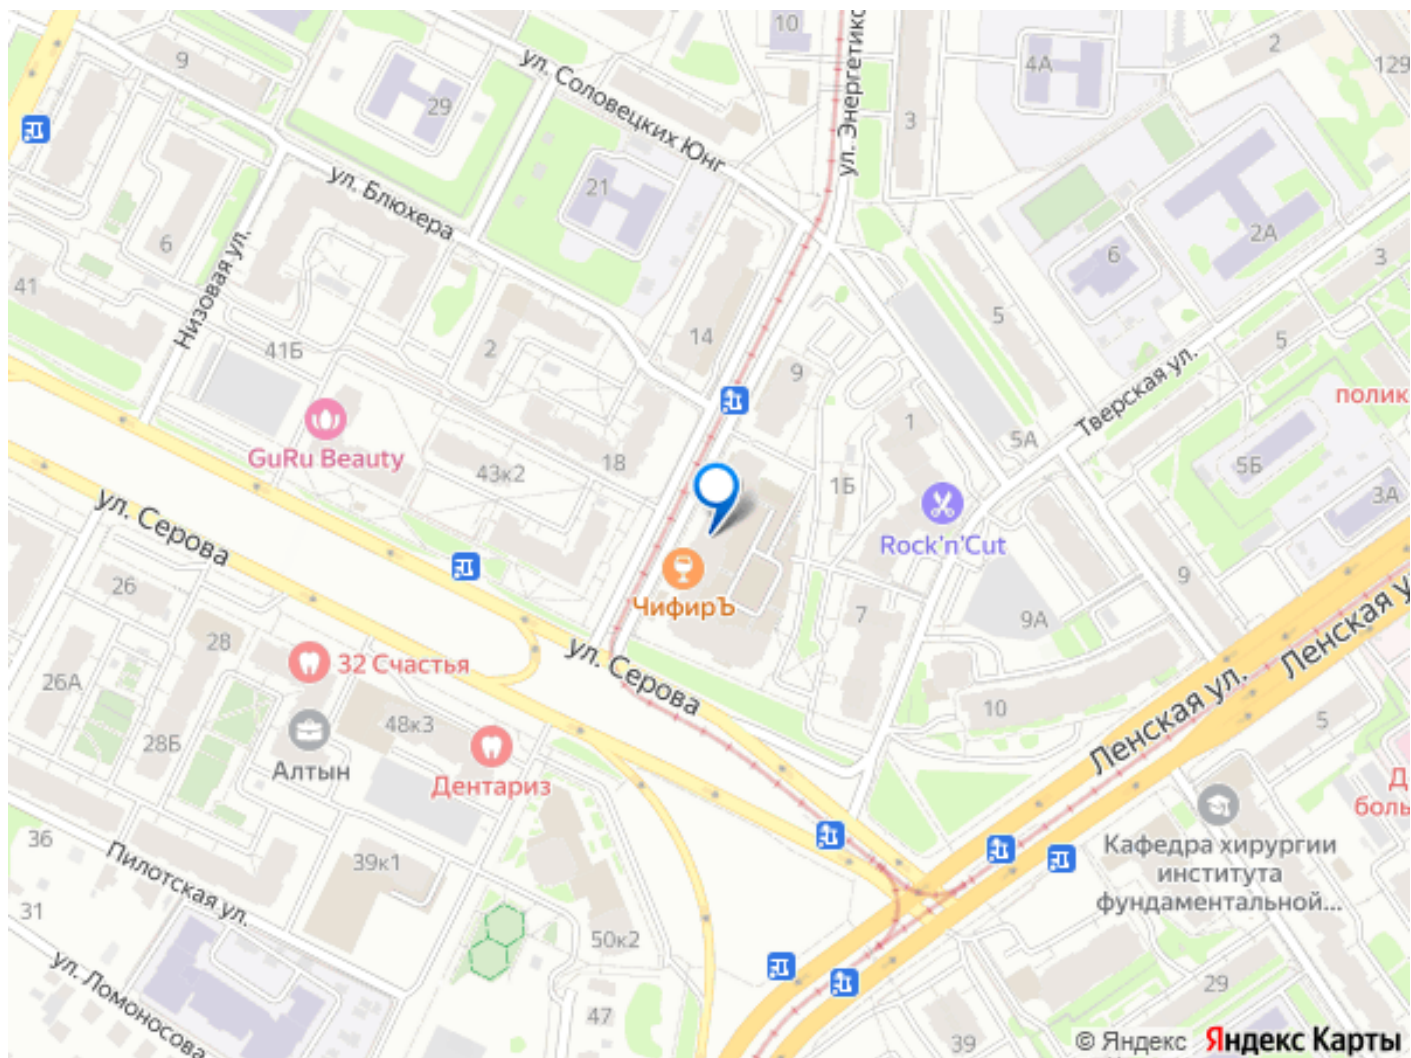 10
ул. Энергетико
2
9
4А
129
ул. Соловецких Юнг
29
3
ул. Блюхера
21
6
2А
6
3
Низовая ул.
41
5
14
5
41Б
2
9
Тверская ул.
полик
1
5А
GuRu Beauty
18
43к2
5Б
1Б
3А
ул. Серова
Rock'n'Cut
26
9
ЧифирЪ
7
9А
28
32 Счастья
ул. Серова
Ленская у
26А
Ленская ул.
10
5
48к3
28Б
Алтын
Дентариз
Д
боль
36
Пилотская ул.
39к1
Кафедра хирургии
института
фундаментальной...
31
50к2
ул. Ломоносова
29
47
39
© Яндекс Яндекс Карты